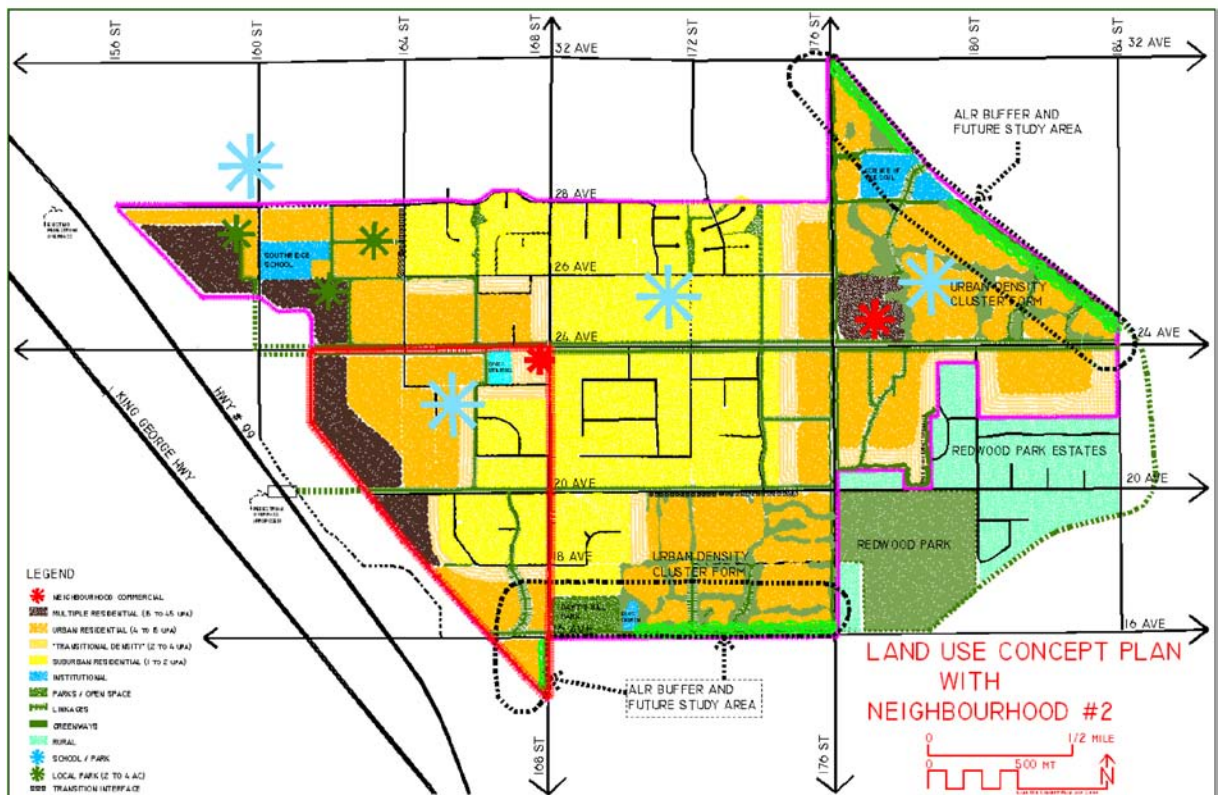 156 ST
160 ST
164 ST
168 ST
172 ST
176 ST
180 ST
184 ST
32 AVE
32 AVE
ALR BUFFER AND
FUTURE STUDY AREA
28 AVE
SOUTHRIDGE
SCHOOL
26 AVE
URBAN DENSITY
CLUSTER FORM
24 AVE
24 AVE
HWY # 99
KING GEORGE HWY
REDWOOD PARK ESTATES
20 AVE
20 AVE
REDWOOD PARK
18 AVE
URBAN DENSITY
CLUSTER FORM
16 AVE
16 AVE
ALR BUFFER AND
FUTURE STUDY AREA
168 ST
176 ST
LEGEND
NEIGHBOURHOOD COMMERCIAL
MULTIPLE RESIDENTIAL (15 TO 45 UPA)
URBAN RESIDENTIAL (4 TO 15 UPA)
"TRANSITIONAL DENSITY" (2 TO 4 UPA)
SUBURBAN RESIDENTIAL (1 TO 2 UPA)
INSTITUTIONAL
PARKS / OPEN SPACE
LINKAGES
GREENWAYS
RURAL
SCHOOL / PARK
LOCAL PARK (2 TO 4 AC)
TRANSITION INTERFACE
LAND USE CONCEPT PLAN
WITH
NEIGHBOURHOOD #2
0 1/2 MILE
0 500 MT
N